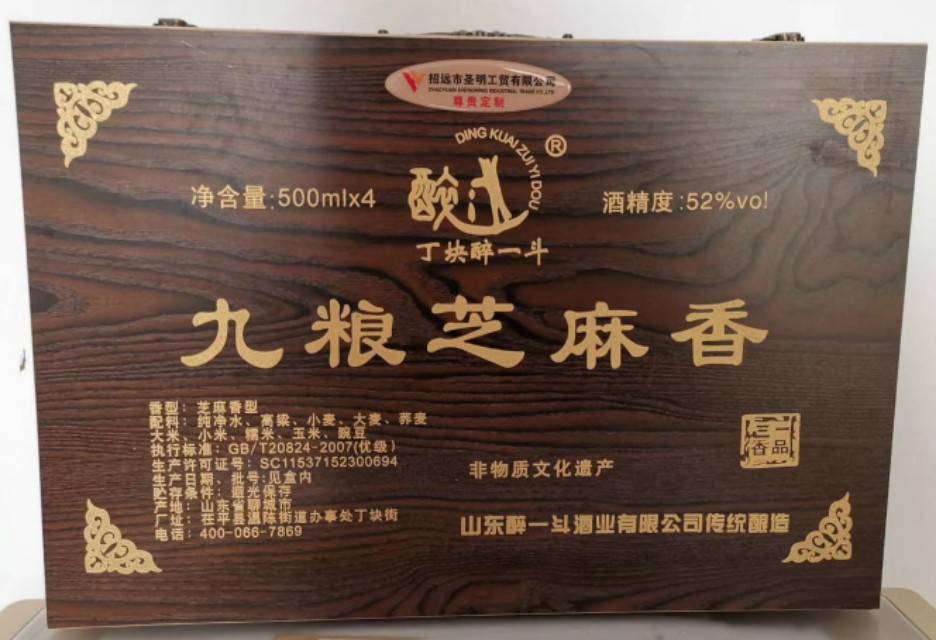 招远市圣明工贸有限公司
ZHAOYUAN SHENGMING INDUSTRIAL TRADE CO.,LTD
尊贵定制
DING KUAI ZUI YI DOU
®
净含量:500mlx4
酒精度:52%vol
丁块醉一斗
九粮芝麻香
香型：芝麻香型
配料：纯净水、高粱、小麦、大麦、荞麦
大米、小米、糯米、玉米、豌豆
执行标准：GB/T20824-2007(优级)
生产许可证号：SC11537152300694
生产日期、批号:见盒内
贮存条件：避光保存
产地：山东省聊城市
厂址：茌平县温陈街道办事处丁块街
电话：400-066-7869
非物质文化遗产
山东醉一斗酒业有限公司传统酿造